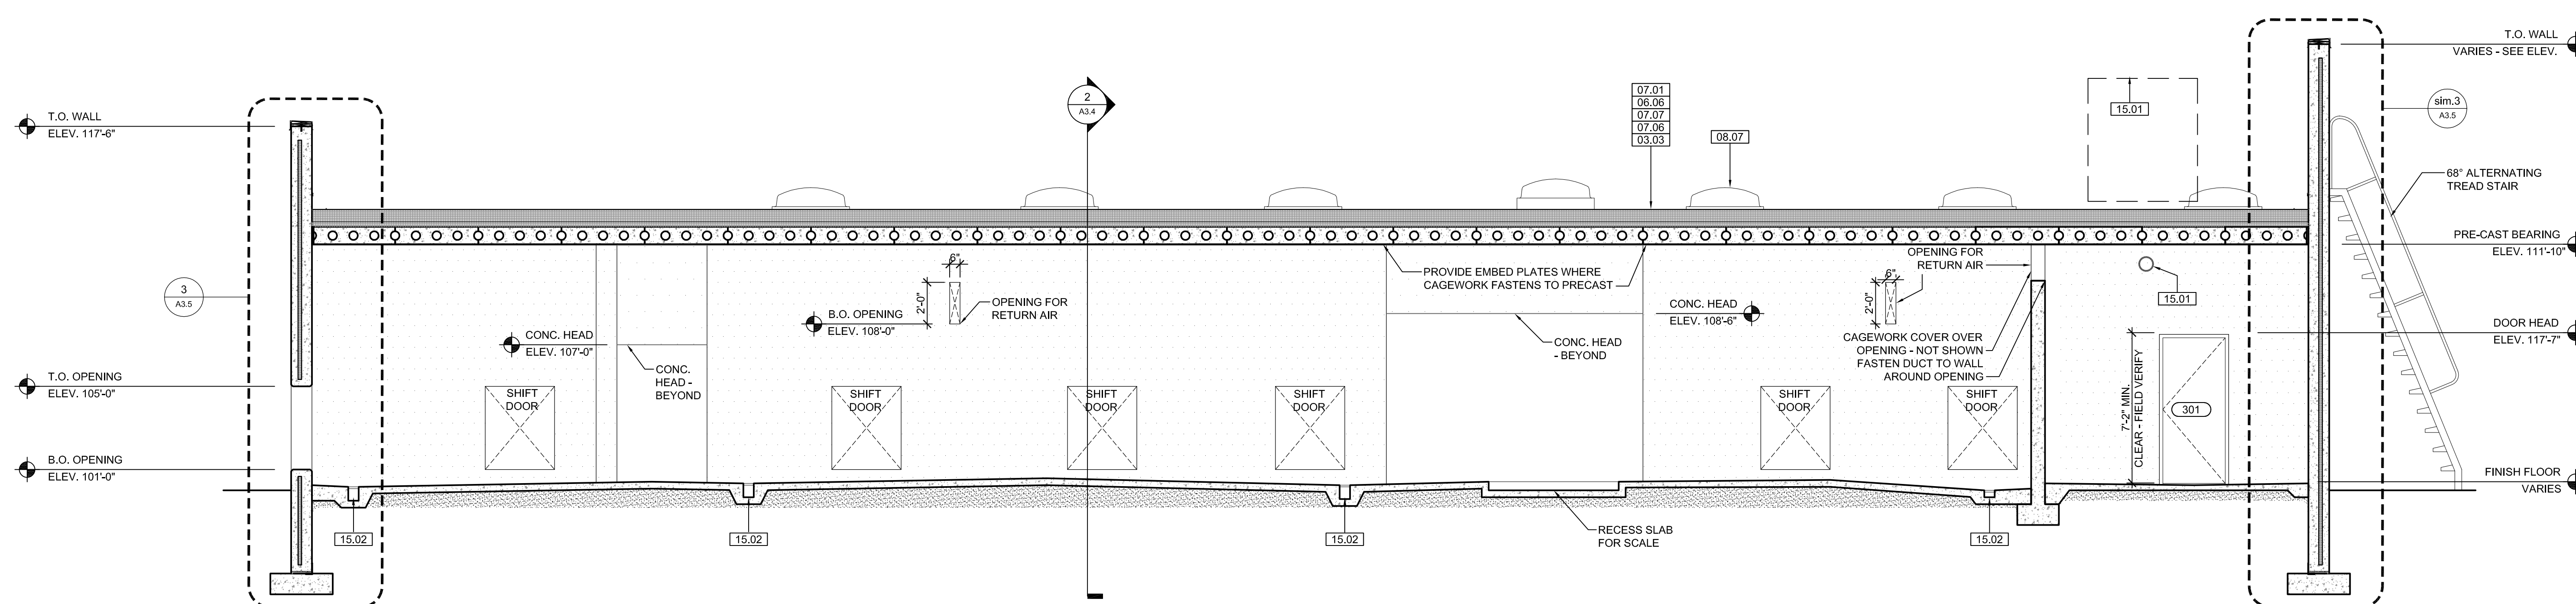 T.O. WALL
ELEV. 117'-6"
T.O. OPENING
ELEV. 105'-0"
B.O. OPENING
ELEV. 101'-0"
3
A3.5
2
A3.4
07.01
06.06
07.07
07.06
03.03
08.07
15.01
sim.3
A3.5
T.O. WALL
VARIES - SEE ELEV.
68° ALTERNATING
TREAD STAIR
PRE-CAST BEARING
ELEV. 111'-10"
DOOR HEAD
ELEV. 117'-7"
FINISH FLOOR
VARIES
CONC. HEAD
ELEV. 107'-0"
CONC.
HEAD -
BEYOND
6"
2'-0"
OPENING FOR
RETURN AIR
B.O. OPENING
ELEV. 108'-0"
PROVIDE EMBED PLATES WHERE
CAGEWORK FASTENS TO PRECAST
CONC. HEAD
- BEYOND
CONC. HEAD
ELEV. 108'-6"
OPENING FOR
RETURN AIR
6"
2'-0"
CAGEWORK COVER OVER
OPENING - NOT SHOWN
FASTEN DUCT TO WALL
AROUND OPENING
15.01
7'-2" MIN.
CLEAR - FIELD VERIFY
301
SHIFT
DOOR
SHIFT
DOOR
SHIFT
DOOR
SHIFT
DOOR
SHIFT
DOOR
SHIFT
DOOR
15.02
15.02
15.02
RECESS SLAB
FOR SCALE
15.02